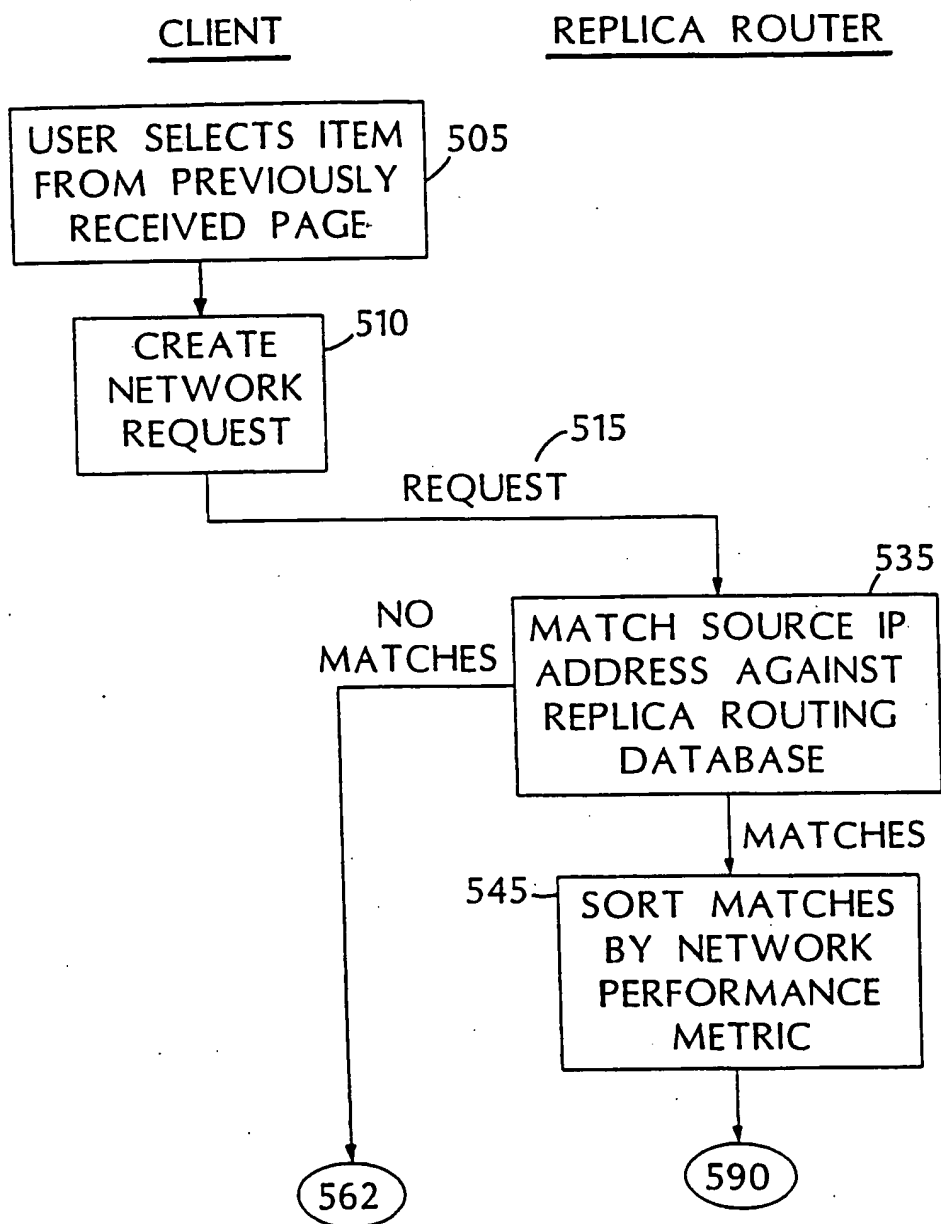 CLIENT
REPLICA ROUTER
USER SELECTS ITEM
FROM PREVIOUSLY
RECEIVED PAGE
505
CREATE
NETWORK
REQUEST
510
515
REQUEST
535
NO
MATCHES
MATCH SOURCE IP
ADDRESS AGAINST
REPLICA ROUTING
DATABASE
MATCHES
545
SORT MATCHES
BY NETWORK
PERFORMANCE
METRIC
562
590